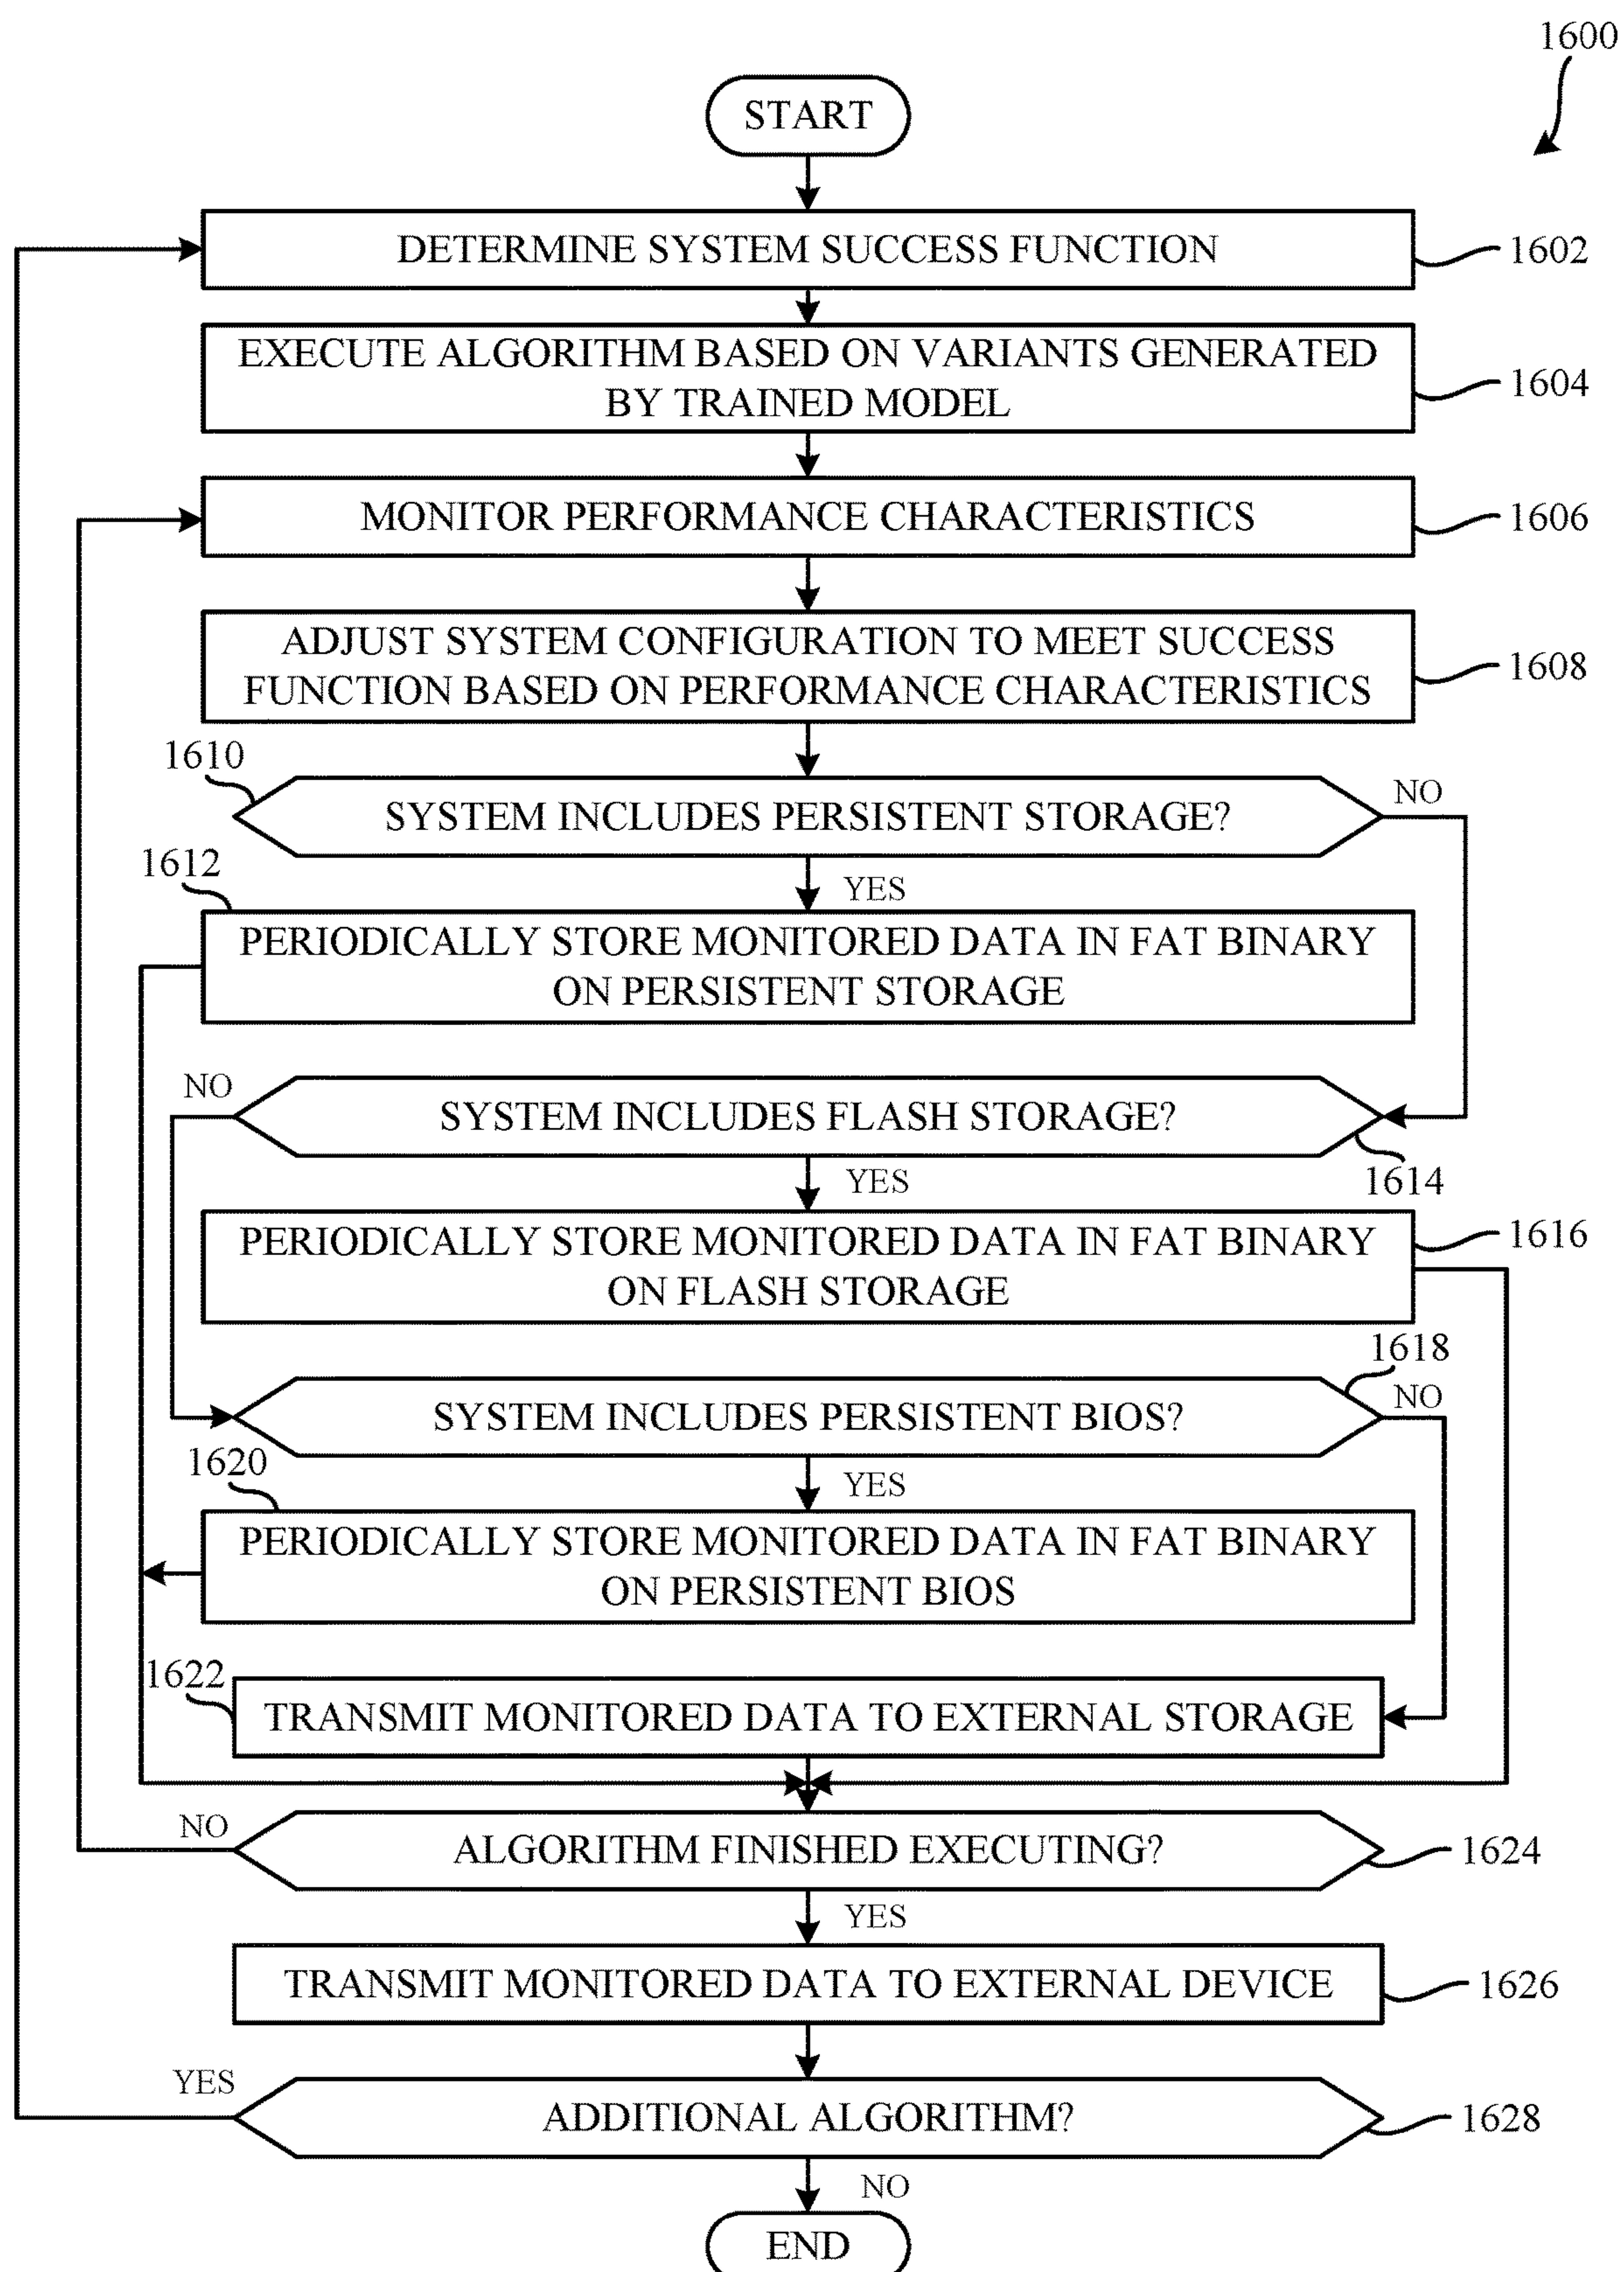 1600
START
DETERMINE SYSTEM SUCCESS FUNCTION
1602
EXECUTE ALGORITHM BASED ON VARIANTS GENERATED
BY TRAINED MODEL
1604
MONITOR PERFORMANCE CHARACTERISTICS
1606
ADJUST SYSTEM CONFIGURATION TO MEET SUCCESS
FUNCTION BASED ON PERFORMANCE CHARACTERISTICS
1608
1610
SYSTEM INCLUDES PERSISTENT STORAGE?
NO
YES
1612
PERIODICALLY STORE MONITORED DATA IN FAT BINARY
ON PERSISTENT STORAGE
NO
SYSTEM INCLUDES FLASH STORAGE?
1614
YES
PERIODICALLY STORE MONITORED DATA IN FAT BINARY
ON FLASH STORAGE
1616
1618
SYSTEM INCLUDES PERSISTENT BIOS?
NO
YES
1620
PERIODICALLY STORE MONITORED DATA IN FAT BINARY
ON PERSISTENT BIOS
1622
TRANSMIT MONITORED DATA TO EXTERNAL STORAGE
NO
ALGORITHM FINISHED EXECUTING?
1624
YES
TRANSMIT MONITORED DATA TO EXTERNAL DEVICE
1626
YES
ADDITIONAL ALGORITHM?
1628
NO
END